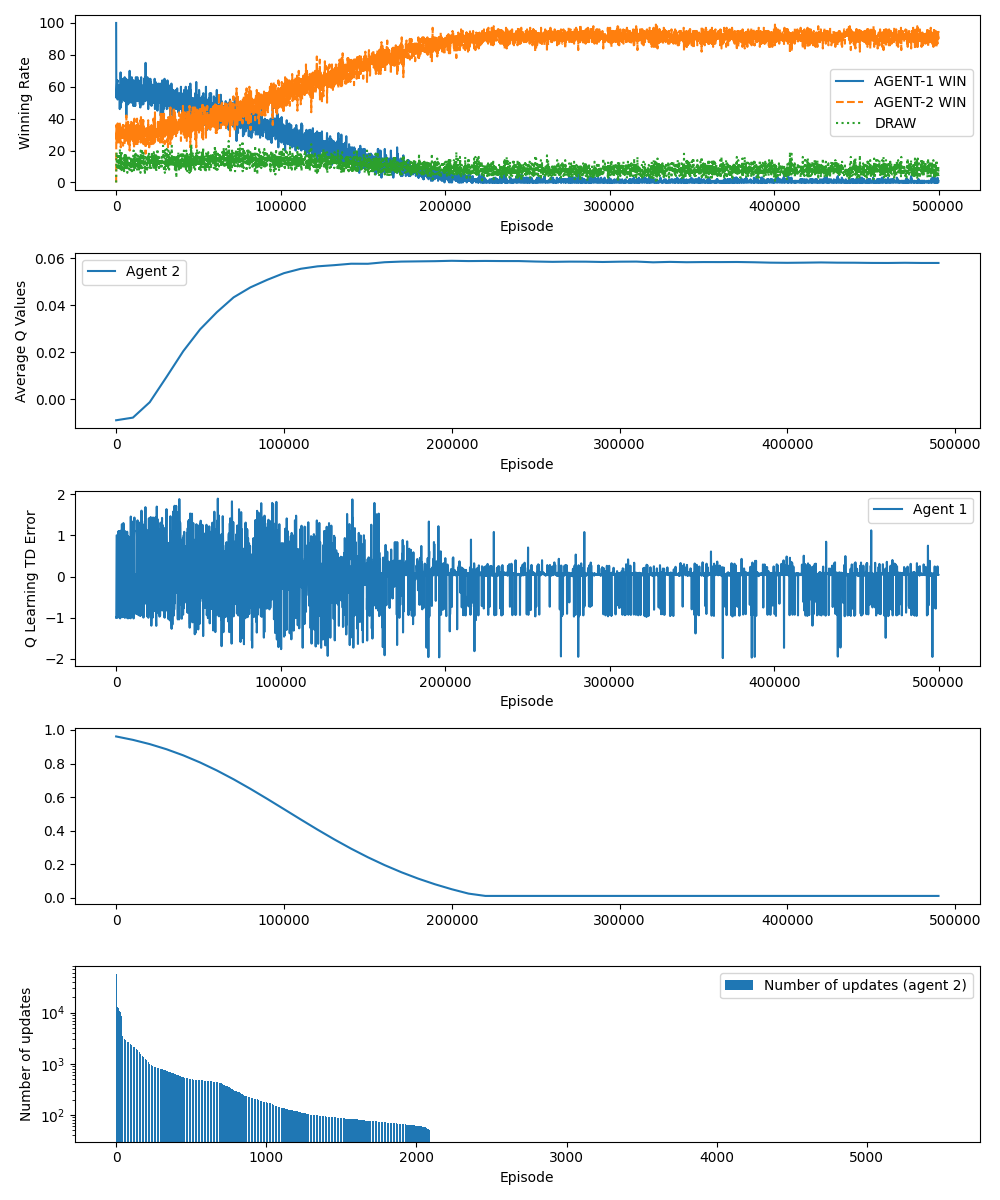 100
80
60
40
20
0
Winning Rate
AGENT-1 WIN
AGENT-2 WIN
DRAW
0 100000 200000 300000 400000 500000
Episode
0.06
0.04
0.02
0.00
Average Q Values
Agent 2
0 100000 200000 300000 400000 500000
Episode
2
1
0
−1
−2
Q Learning TD Error
Agent 1
0 100000 200000 300000 400000 500000
Episode
1.0
0.8
0.6
0.4
0.2
0.0
0 100000 200000 300000 400000 500000
10⁴
10³
10²
Number of updates
Number of updates (agent 2)
0 1000 2000 3000 4000 5000
Episode